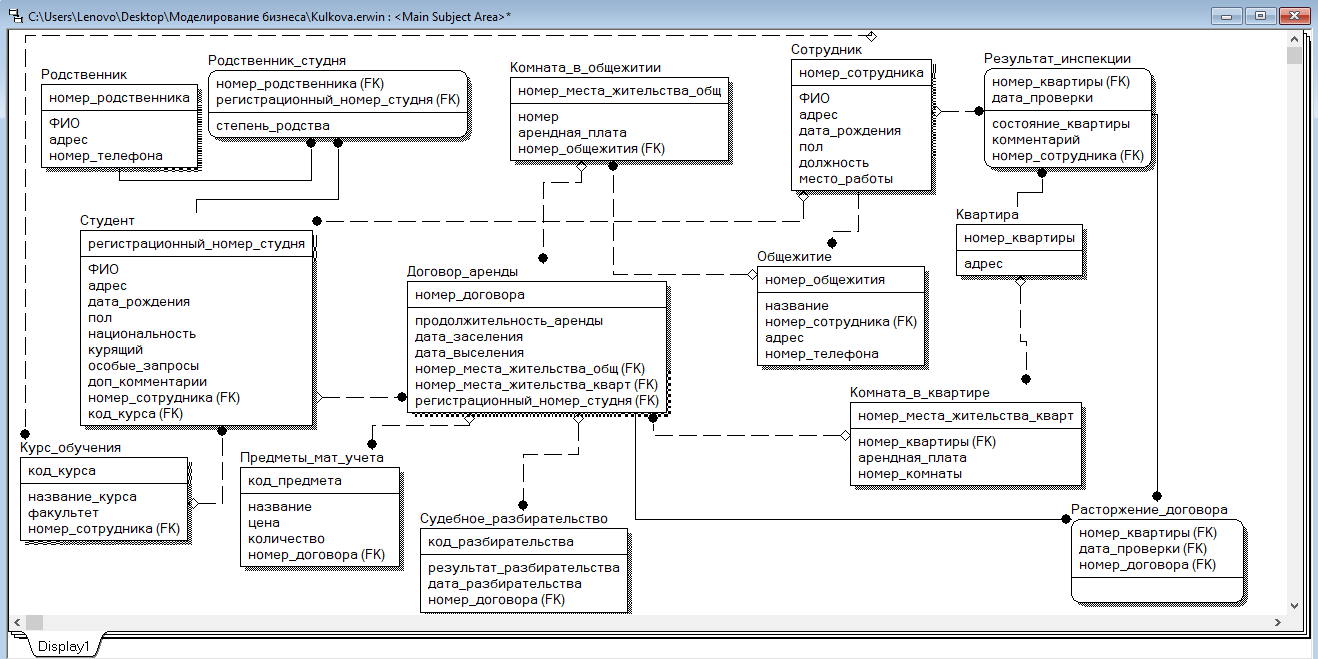 C:\Users\Lenovo\Desktop\Моделирование бизнеса\Kulkova.erwin : <Main Subject Area>*
Родственник
номер_родственника
ФИО
адрес
номер_телефона
Родственник_студня
номер_родственника (FK)
регистрационный_номер_студня (FK)
степень_родства
Комната_в_общежитии
номер_места_жительства_общ
номер
арендная_плата
номер_общежития (FK)
Сотрудник
номер_сотрудника
ФИО
адрес
дата_рождения
пол
должность
место_работы
Результат_инспекции
номер_квартиры (FK)
дата_проверки
состояние_квартиры
комментарий
номер_сотрудника (FK)
Студент
регистрационный_номер_студня
ФИО
адрес
дата_рождения
пол
национальность
курящий
особые_запросы
доп_комментарии
номер_сотрудника (FK)
код_курса (FK)
Договор_аренды
номер_договора
продолжительность_аренды
дата_заселения
дата_выселения
номер_места_жительства_общ (FK)
номер_места_жительства_кварт (FK)
регистрационный_номер_студня (FK)
Общежитие
номер_общежития
название
номер_сотрудника (FK)
адрес
номер_телефона
Квартира
номер_квартиры
адрес
Комната_в_квартире
номер_места_жительства_кварт
номер_квартиры (FK)
арендная_плата
номер_комнаты
Курс_обучения
код_курса
название_курса
факультет
номер_сотрудника (FK)
Предметы_мат_учета
код_предмета
название
цена
количество
номер_договора (FK)
Судебное_разбирательство
код_разбирательства
результат_разбирательства
дата_разбирательства
номер_договора (FK)
Расторжение_договора
номер_квартиры (FK)
дата_проверки (FK)
номер_договора (FK)
Display1